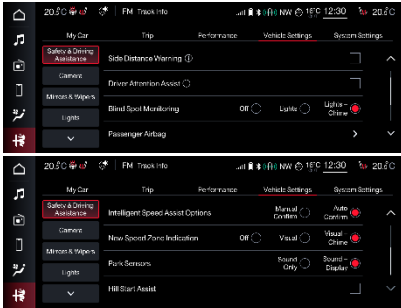 20.5°C FM Track Info NW 16°C 12:30 20.5°C
My Car Trip Performance Vehicle Settings System Settings
Safety & Driving Assistance
Side Distance Warning
Camera
Driver Attention Assist
Mirrors & Wipers
Blind Spot Monitoring Off Lights Lights - Chime
Lights
Passenger Airbag
20.5°C FM Track Info NW 16°C 12:30 20.5°C
My Car Trip Performance Vehicle Settings System Settings
Safety & Driving Assistance
Intelligent Speed Assist Options Manual Confirm Auto Confirm
Camera
New Speed Zone Indication Off Visual Visual - Chime
Mirrors & Wipers
Park Sensors Sound Only Sound - Display
Lights
Hill Start Assist